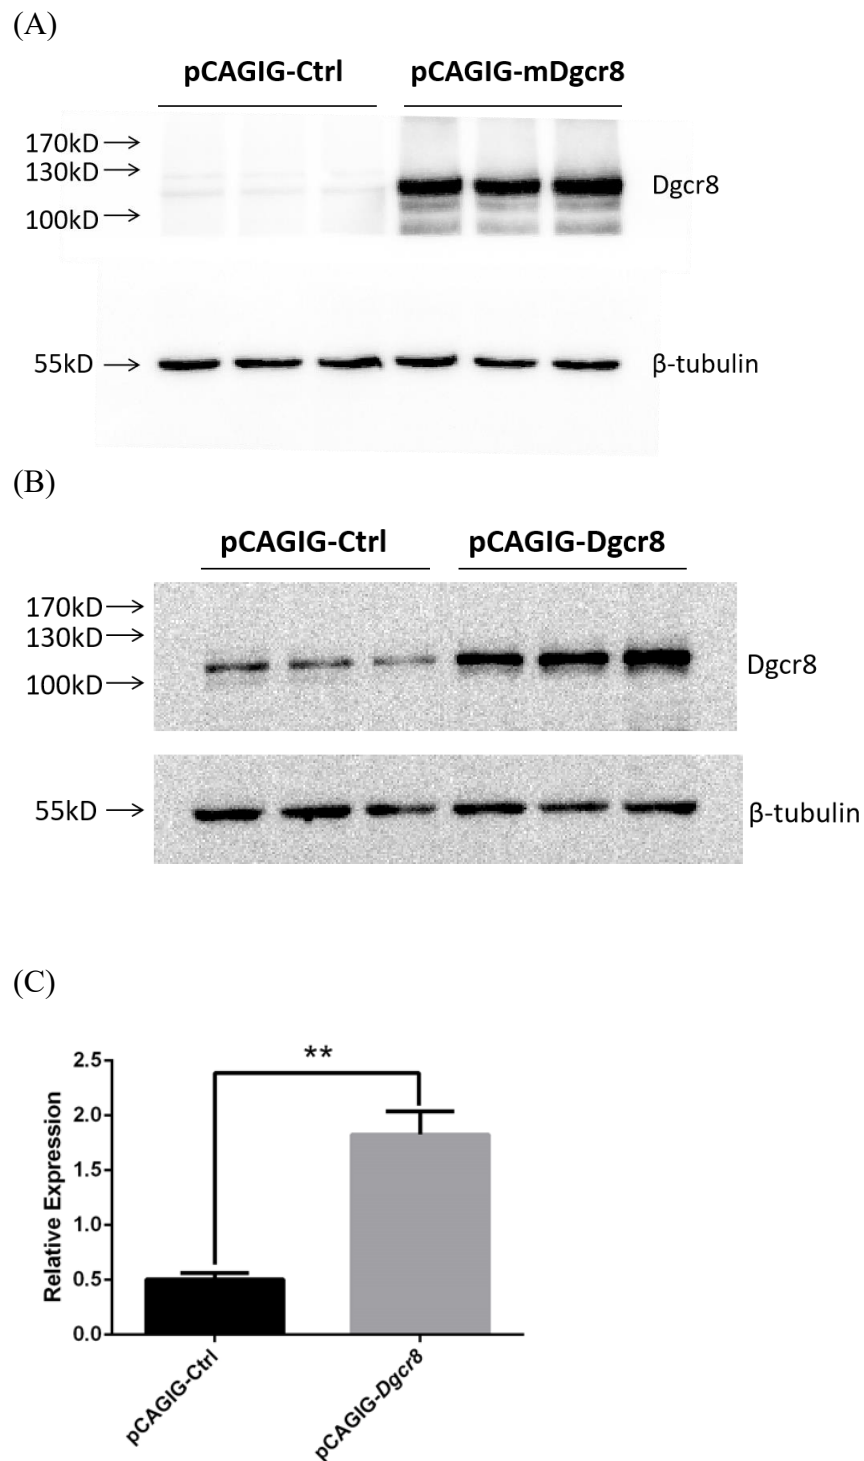 (A)
pCAGIG-Ctrl pCAGIG-mDgcr8
170kD
130kD
Dgcr8
100kD
55kD
β-tubulin
(B)
pCAGIG-Ctrl pCAGIG-Dgcr8
170kD
130kD
Dgcr8
100kD
55kD
β-tubulin
(C)
**
2.5
2.0
1.5
1.0
0.5
0.0
Relative Expression
pCAGIG-Ctrl
pCAGIG-Dgcr8